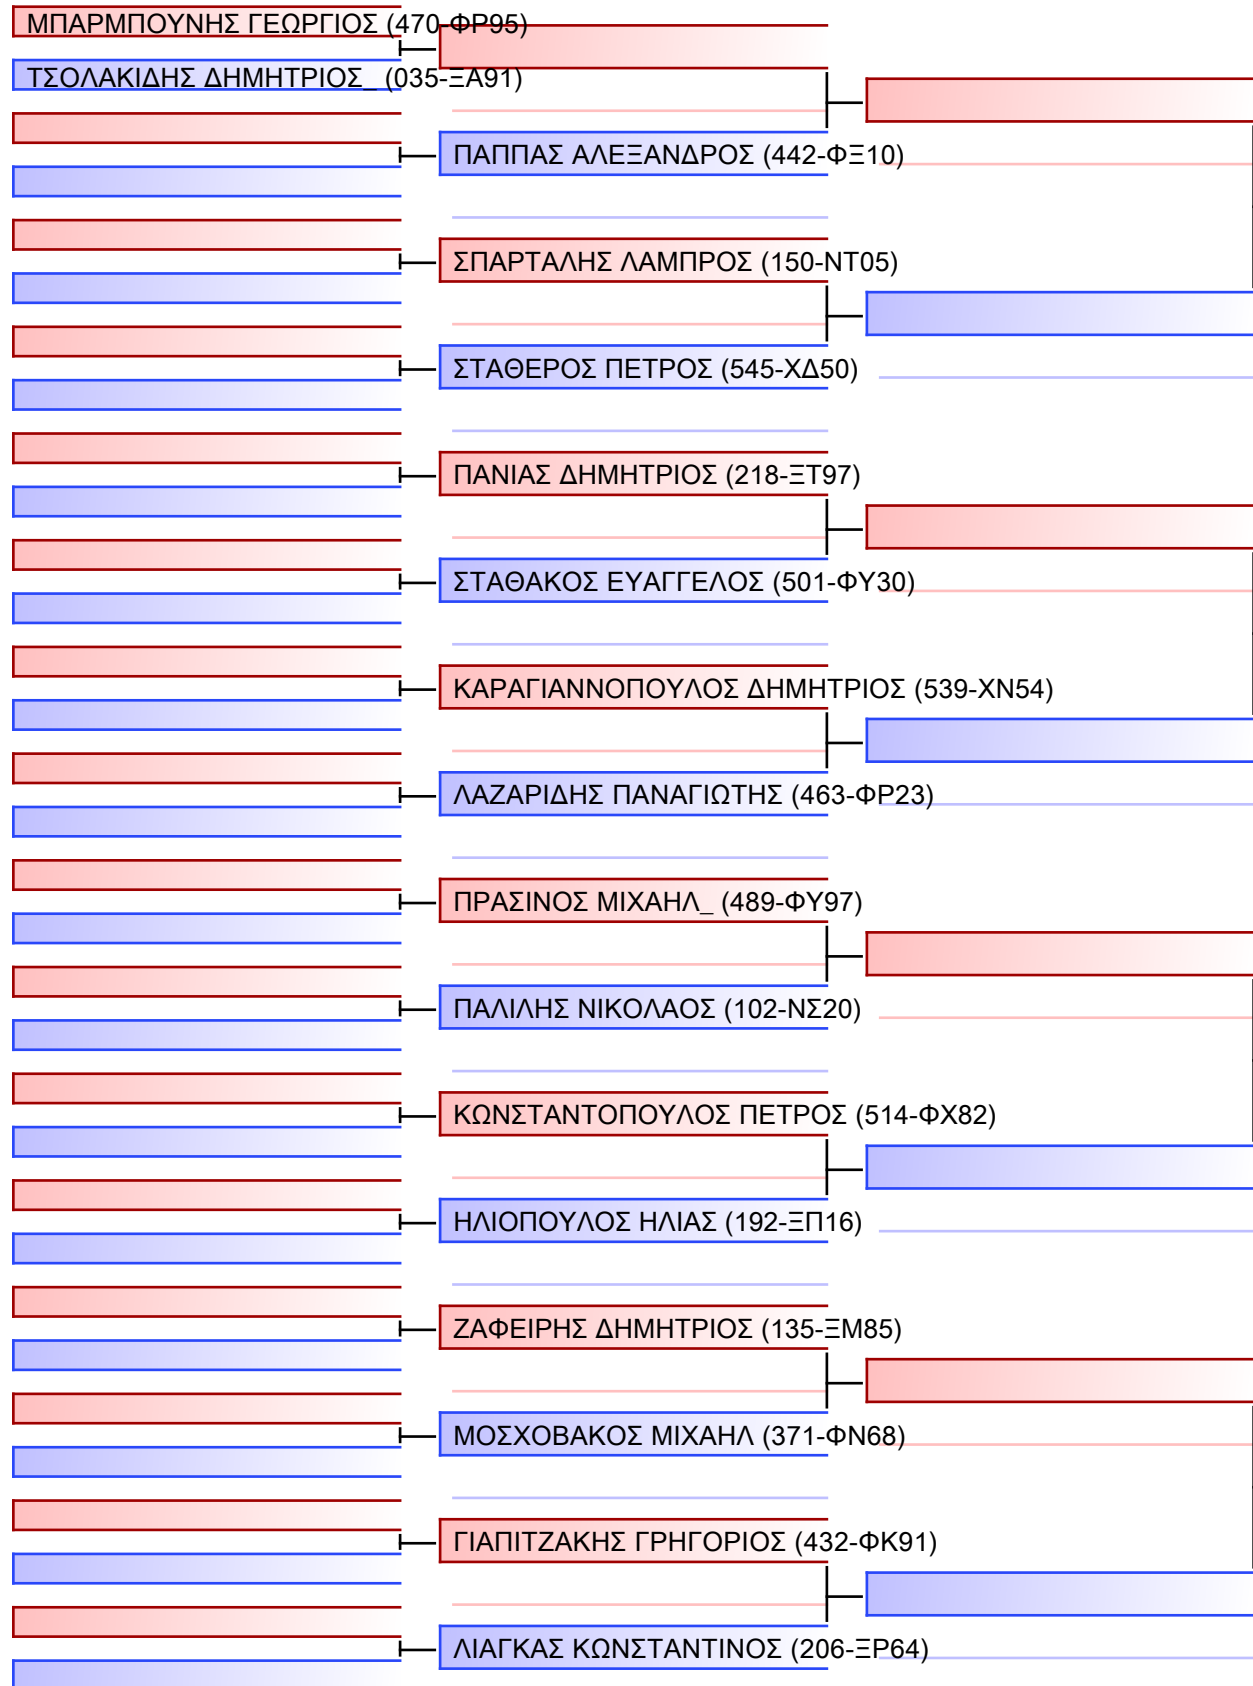 ΜΠΑΡΜΠΟΥΝΗΣ ΓΕΩΡΓΙΟΣ (470-ΦΡ95)
ΤΣΟΛΑΚΙΔΗΣ ΔΗΜΗΤΡΙΟΣ_ (035-ΞΑ91)
ΠΑΠΠΑΣ ΑΛΕΞΑΝΔΡΟΣ (442-ΦΞ10)
ΣΠΑΡΤΑΛΗΣ ΛΑΜΠΡΟΣ (150-ΝΤ05)
ΣΤΑΘΕΡΟΣ ΠΕΤΡΟΣ (545-ΧΔ50)
ΠΑΝΙΑΣ ΔΗΜΗΤΡΙΟΣ (218-ΞΤ97)
ΣΤΑΘΑΚΟΣ ΕΥΑΓΓΕΛΟΣ (501-ΦΥ30)
ΚΑΡΑΓΙΑΝΝΟΠΟΥΛΟΣ ΔΗΜΗΤΡΙΟΣ (539-ΧΝ54)
ΛΑΖΑΡΙΔΗΣ ΠΑΝΑΓΙΩΤΗΣ (463-ΦΡ23)
ΠΡΑΣΙΝΟΣ ΜΙΧΑΗΛ_ (489-ΦΥ97)
ΠΑΛΙΛΗΣ ΝΙΚΟΛΑΟΣ (102-ΝΣ20)
ΚΩΝΣΤΑΝΤΟΠΟΥΛΟΣ ΠΕΤΡΟΣ (514-ΦΧ82)
ΗΛΙΟΠΟΥΛΟΣ ΗΛΙΑΣ (192-ΞΠ16)
ΖΑΦΕΙΡΗΣ ΔΗΜΗΤΡΙΟΣ (135-ΞΜ85)
ΜΟΣΧΟΒΑΚΟΣ ΜΙΧΑΗΛ (371-ΦΝ68)
ΓΙΑΠΙΤΖΑΚΗΣ ΓΡΗΓΟΡΙΟΣ (432-ΦΚ91)
ΛΙΑΓΚΑΣ ΚΩΝΣΤΑΝΤΙΝΟΣ (206-ΞΡ64)